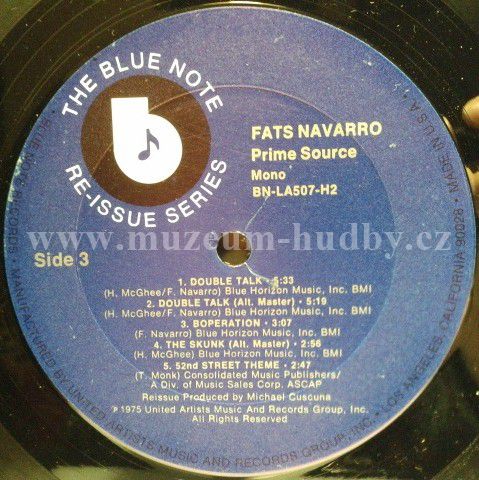 THE BLUE NOTE
RE-ISSUE SERIES
b
FATS NAVARRO
Prime Source
Mono
BN-LA507-H2
www.muzeum-hudby.cz
Side 3
1. DOUBLE TALK • 5:33
(H. McGhee/F. Navarro) Blue Horizon Music, Inc. BMI
2. DOUBLE TALK (Alt. Master) • 5:19
(H. McGhee/F. Navarro) Blue Horizon Music, Inc. BMI
3. BOPERATION • 3:07
(F. Navarro) Blue Horizon Music, Inc. BMI
4. THE SKUNK (Alt. Master) • 2:56
(H. McGhee) Blue Horizon Music, Inc. BMI
5. 52nd STREET THEME • 2:47
(T. Monk) Consolidated Music Publishers/
A Div. of Music Sales Corp. ASCAP
Reissue Produced by Michael Cuscuna
℗ 1975 United Artists Music And Records Group, Inc.
All Rights Reserved
MANUFACTURED BY UNITED ARTISTS MUSIC AND RECORDS GROUP, INC. • LOS ANGELES, CALIFORNIA 90028 • MADE IN U.S.A. • BLUE NOTE RECORDS •